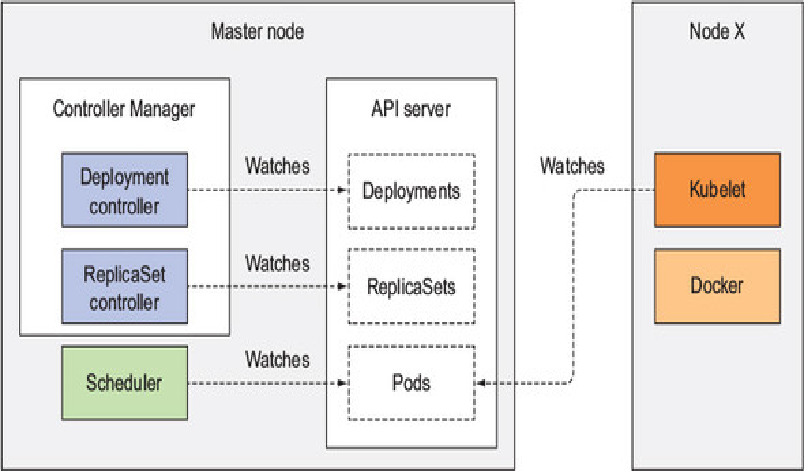 Master node
Node X
Controller Manager
API server
Deployment
controller
Watches
Deployments
Watches
Kubelet
ReplicaSet
controller
Watches
ReplicaSets
Docker
Scheduler
Watches
Pods